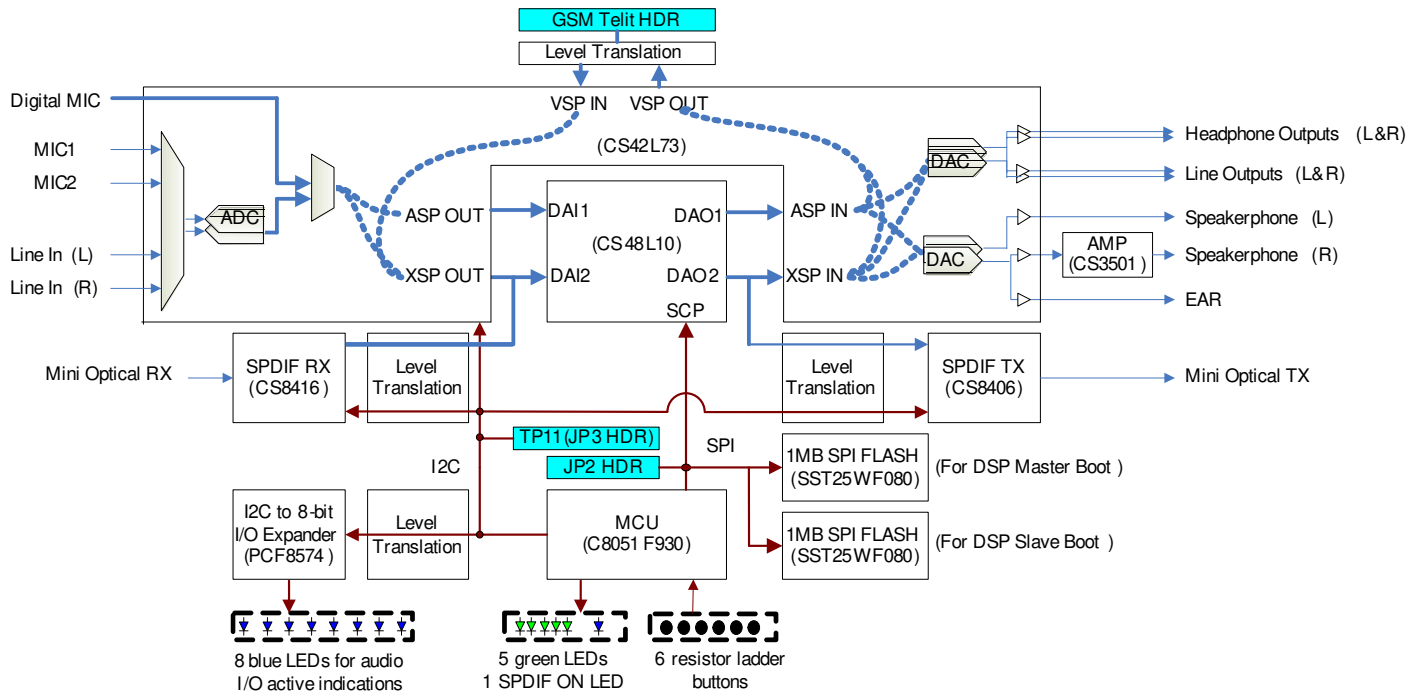 GSM Telit HDR
Level Translation
VSP IN
VSP OUT
(CS42L73)
Digital MIC
MIC1
MIC2
Line In (L)
Line In (R)
ADC
ASP OUT
XSP OUT
DAI1
DAI2
(CS48L10)
DAO1
DAO2
SCP
ASP IN
XSP IN
DAC
DAC
Headphone Outputs (L&R)
Line Outputs (L&R)
Speakerphone (L)
AMP
(CS3501)
Speakerphone (R)
EAR
Mini Optical RX
SPDIF RX
(CS8416)
Level
Translation
Level
Translation
SPDIF TX
(CS8406)
Mini Optical TX
TP11(JP3 HDR)
I2C
JP2 HDR
SPI
1MB SPI FLASH
(SST25WF080)
(For DSP Master Boot )
I2C to 8-bit
I/O Expander
(PCF8574)
Level
Translation
MCU
(C8051F930)
1MB SPI FLASH
(SST25WF080)
(For DSP Slave Boot )
8 blue LEDs for audio
I/O active indications
5 green LEDs
1 SPDIF ON LED
6 resistor ladder
buttons